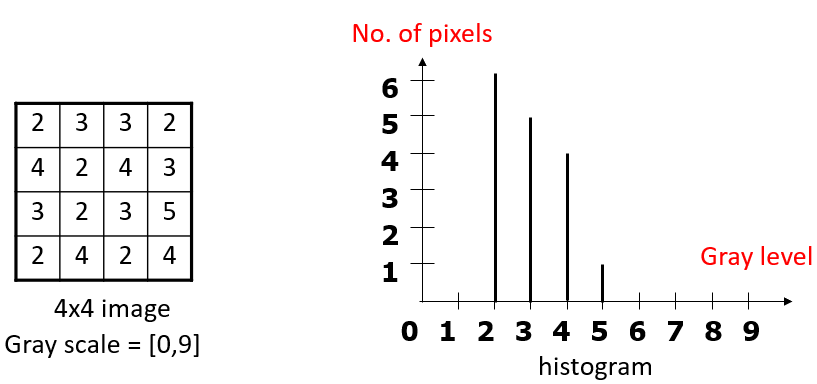 No. of pixels
6
5
4
3
2
1
0 1 2 3 4 5 6 7 8 9
Gray level
histogram
2 3 3 2
4 2 4 3
3 2 3 5
2 4 2 4
4x4 image
Gray scale = [0,9]